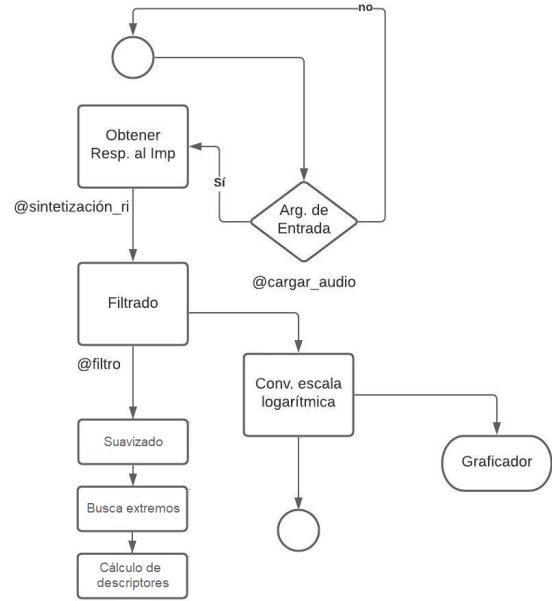 no
Obtener
Resp. al Imp
Sí
@sintetización_ri
Arg. de
Entrada
@cargar_audio
Filtrado
@filtro
Conv. escala
logarítmica
Suavizado
Graficador
Busca extremos
Cálculo de
descriptores